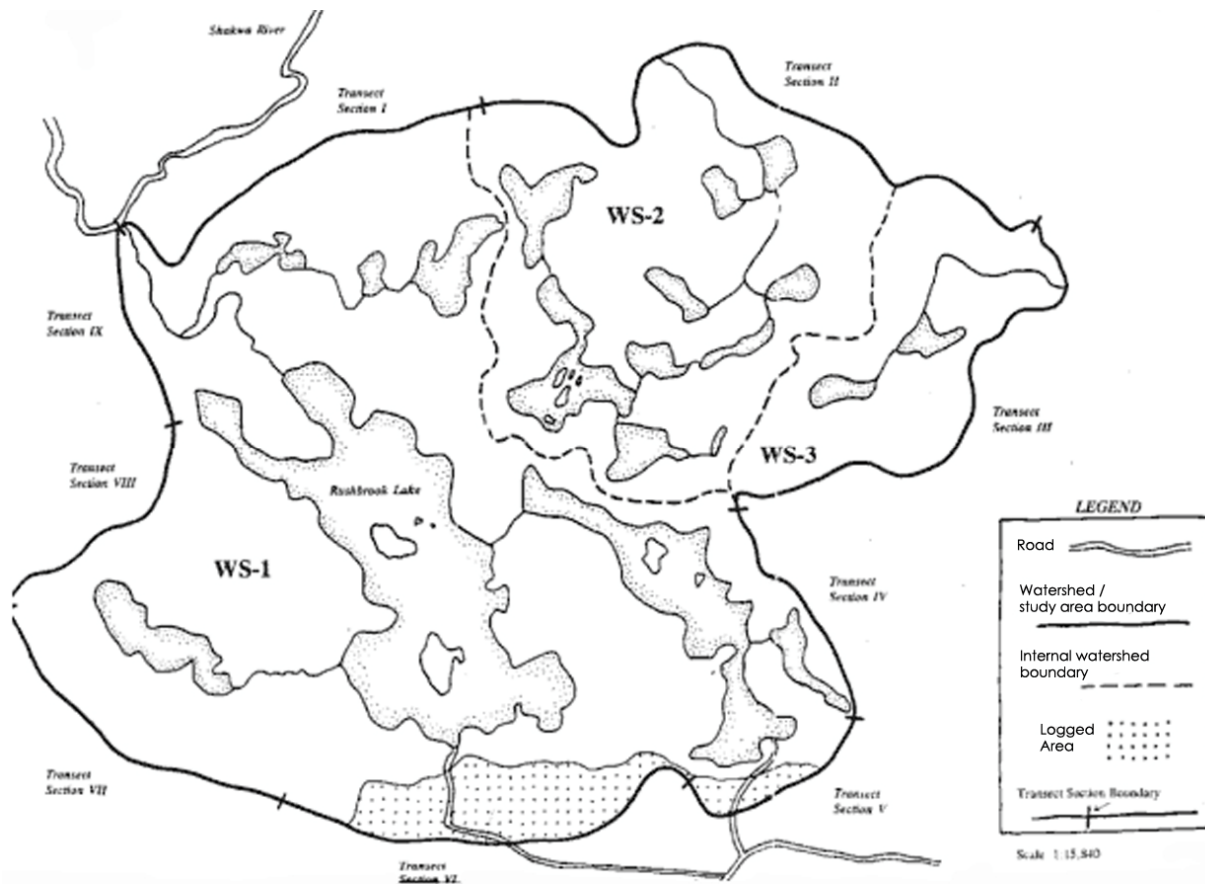 Shakwa River
Transect
Section I
Transect
Section II
WS-2
Transect
Section IX
Transect
Section III
WS-3
Transect
Section VIII
Rushbrook Lake
WS-1
Transect
Section IV
Transect
Section VII
Transect
Section V
Transect
Section VI
LEGEND
Road
Watershed /
study area boundary
Internal watershed
boundary
Logged
Area
Transect Section Boundary
Scale 1:15,840